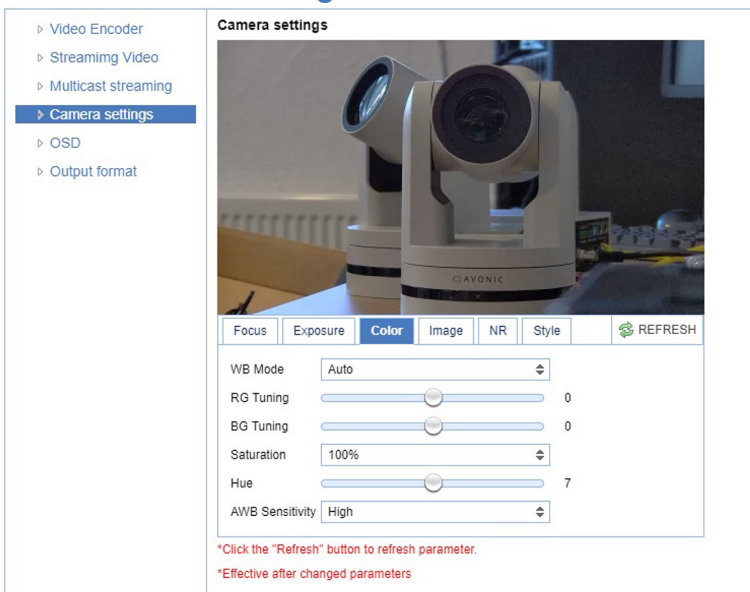 Camera settings
Video Encoder
Streamimg Video
Multicast streaming
Camera settings
OSD
Output format
AVONIC
Focus Exposure Color Image NR Style REFRESH
WB Mode Auto
RG Tuning 0
BG Tuning 0
Saturation 100%
Hue 7
AWB Sensitivity High
*Click the "Refresh" button to refresh parameter.
*Effective after changed parameters